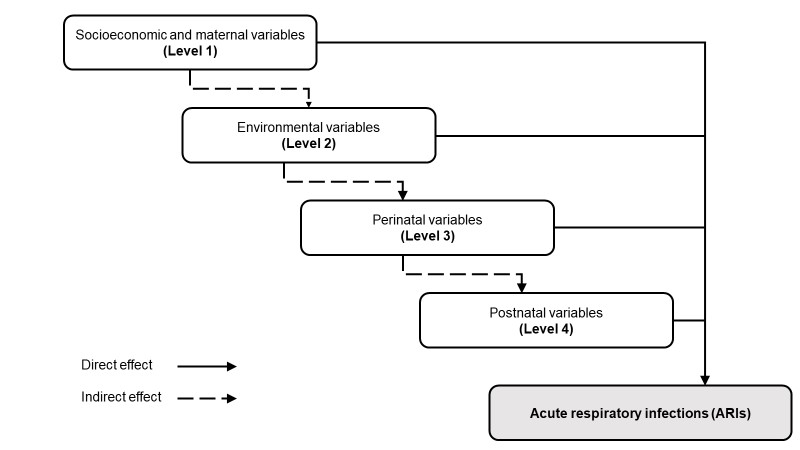 Socioeconomic and maternal variables
(Level 1)
Environmental variables
(Level 2)
Perinatal variables
(Level 3)
Postnatal variables
(Level 4)
Direct effect
Indirect effect
Acute respiratory infections (ARIs)